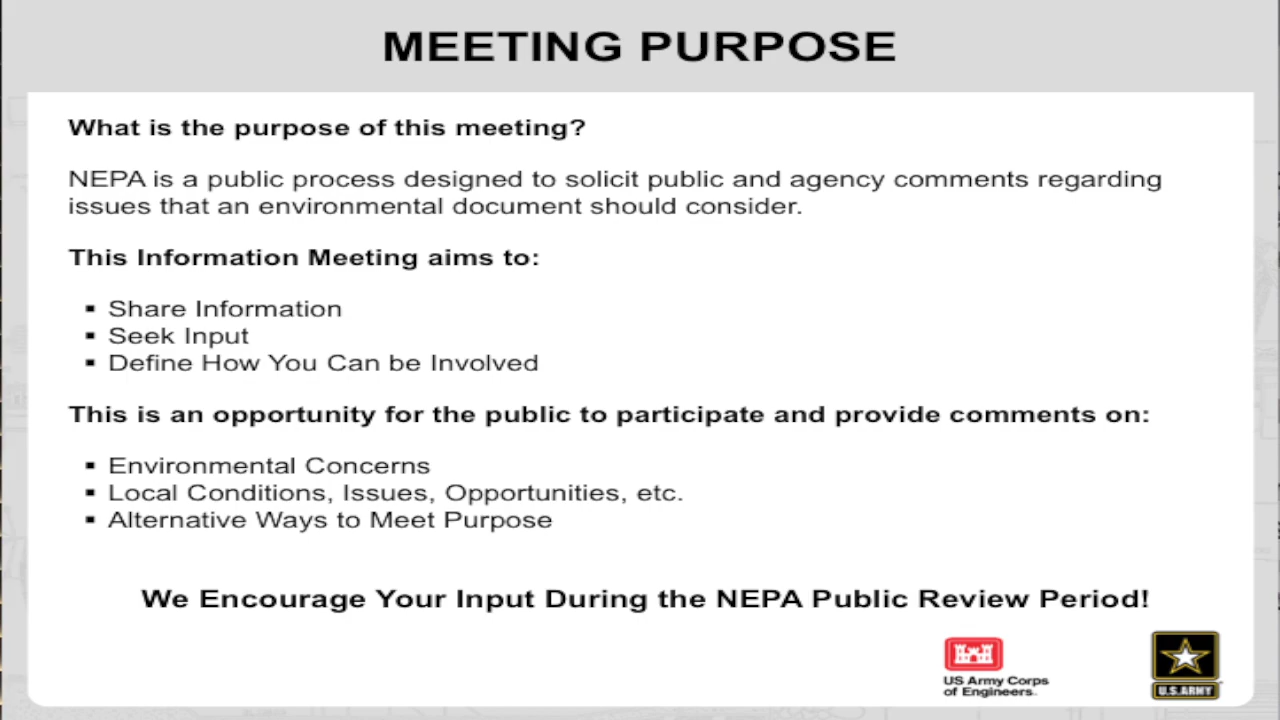 MEETING PURPOSE
What is the purpose of this meeting?
NEPA is a public process designed to solicit public and agency comments regarding
issues that an environmental document should consider.
This Information Meeting aims to:
▪ Share Information
▪ Seek Input
▪ Define How You Can be Involved
This is an opportunity for the public to participate and provide comments on:
▪ Environmental Concerns
▪ Local Conditions, Issues, Opportunities, etc.
▪ Alternative Ways to Meet Purpose
We Encourage Your Input During the NEPA Public Review Period!
US Army Corps
of Engineers
U.S.ARMY